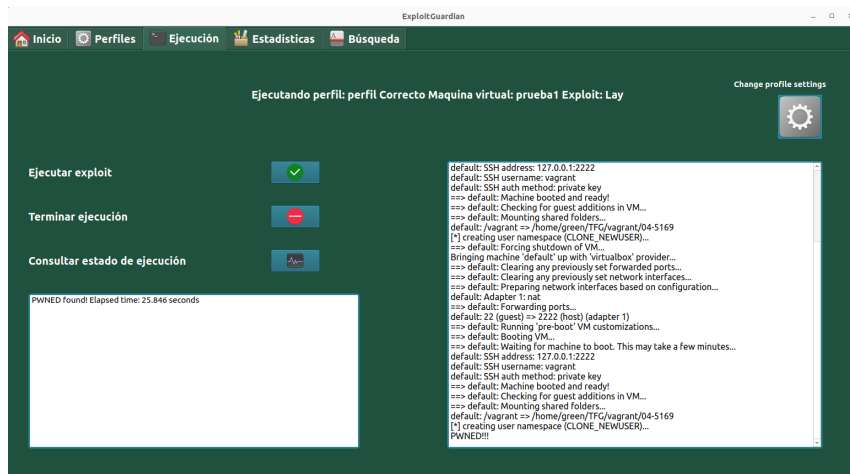 ExploitGuardian
Inicio Perfiles Ejecución Estadísticas Búsqueda
Change profile settings
Ejecutando perfil: perfil Correcto Maquina virtual: prueba1 Exploit: Lay
Ejecutar exploit
Terminar ejecución
Consultar estado de ejecución
PWNED found! Elapsed time: 25.846 seconds
default: SSH address: 127.0.0.1:2222
default: SSH username: vagrant
default: SSH auth method: private key
==> default: Machine booted and ready!
==> default: Checking for guest additions in VM...
==> default: Mounting shared folders...
default: /vagrant => /home/green/TFG/vagrant/04-5169
[*] creating user namespace (CLONE_NEWUSER)...
==> default: Forcing shutdown of VM...
Bringing machine 'default' up with 'virtualbox' provider...
==> default: Clearing any previously set forwarded ports...
==> default: Clearing any previously set network interfaces...
==> default: Preparing network interfaces based on configuration...
default: Adapter 1: nat
==> default: Forwarding ports...
default: 22 (guest) => 2222 (host) (adapter 1)
==> default: Running 'pre-boot' VM customizations...
==> default: Booting VM...
==> default: Waiting for machine to boot. This may take a few minutes...
default: SSH address: 127.0.0.1:2222
default: SSH username: vagrant
default: SSH auth method: private key
==> default: Machine booted and ready!
==> default: Checking for guest additions in VM...
==> default: Mounting shared folders...
default: /vagrant => /home/green/TFG/vagrant/04-5169
[*] creating user namespace (CLONE_NEWUSER)...
PWNED!!!